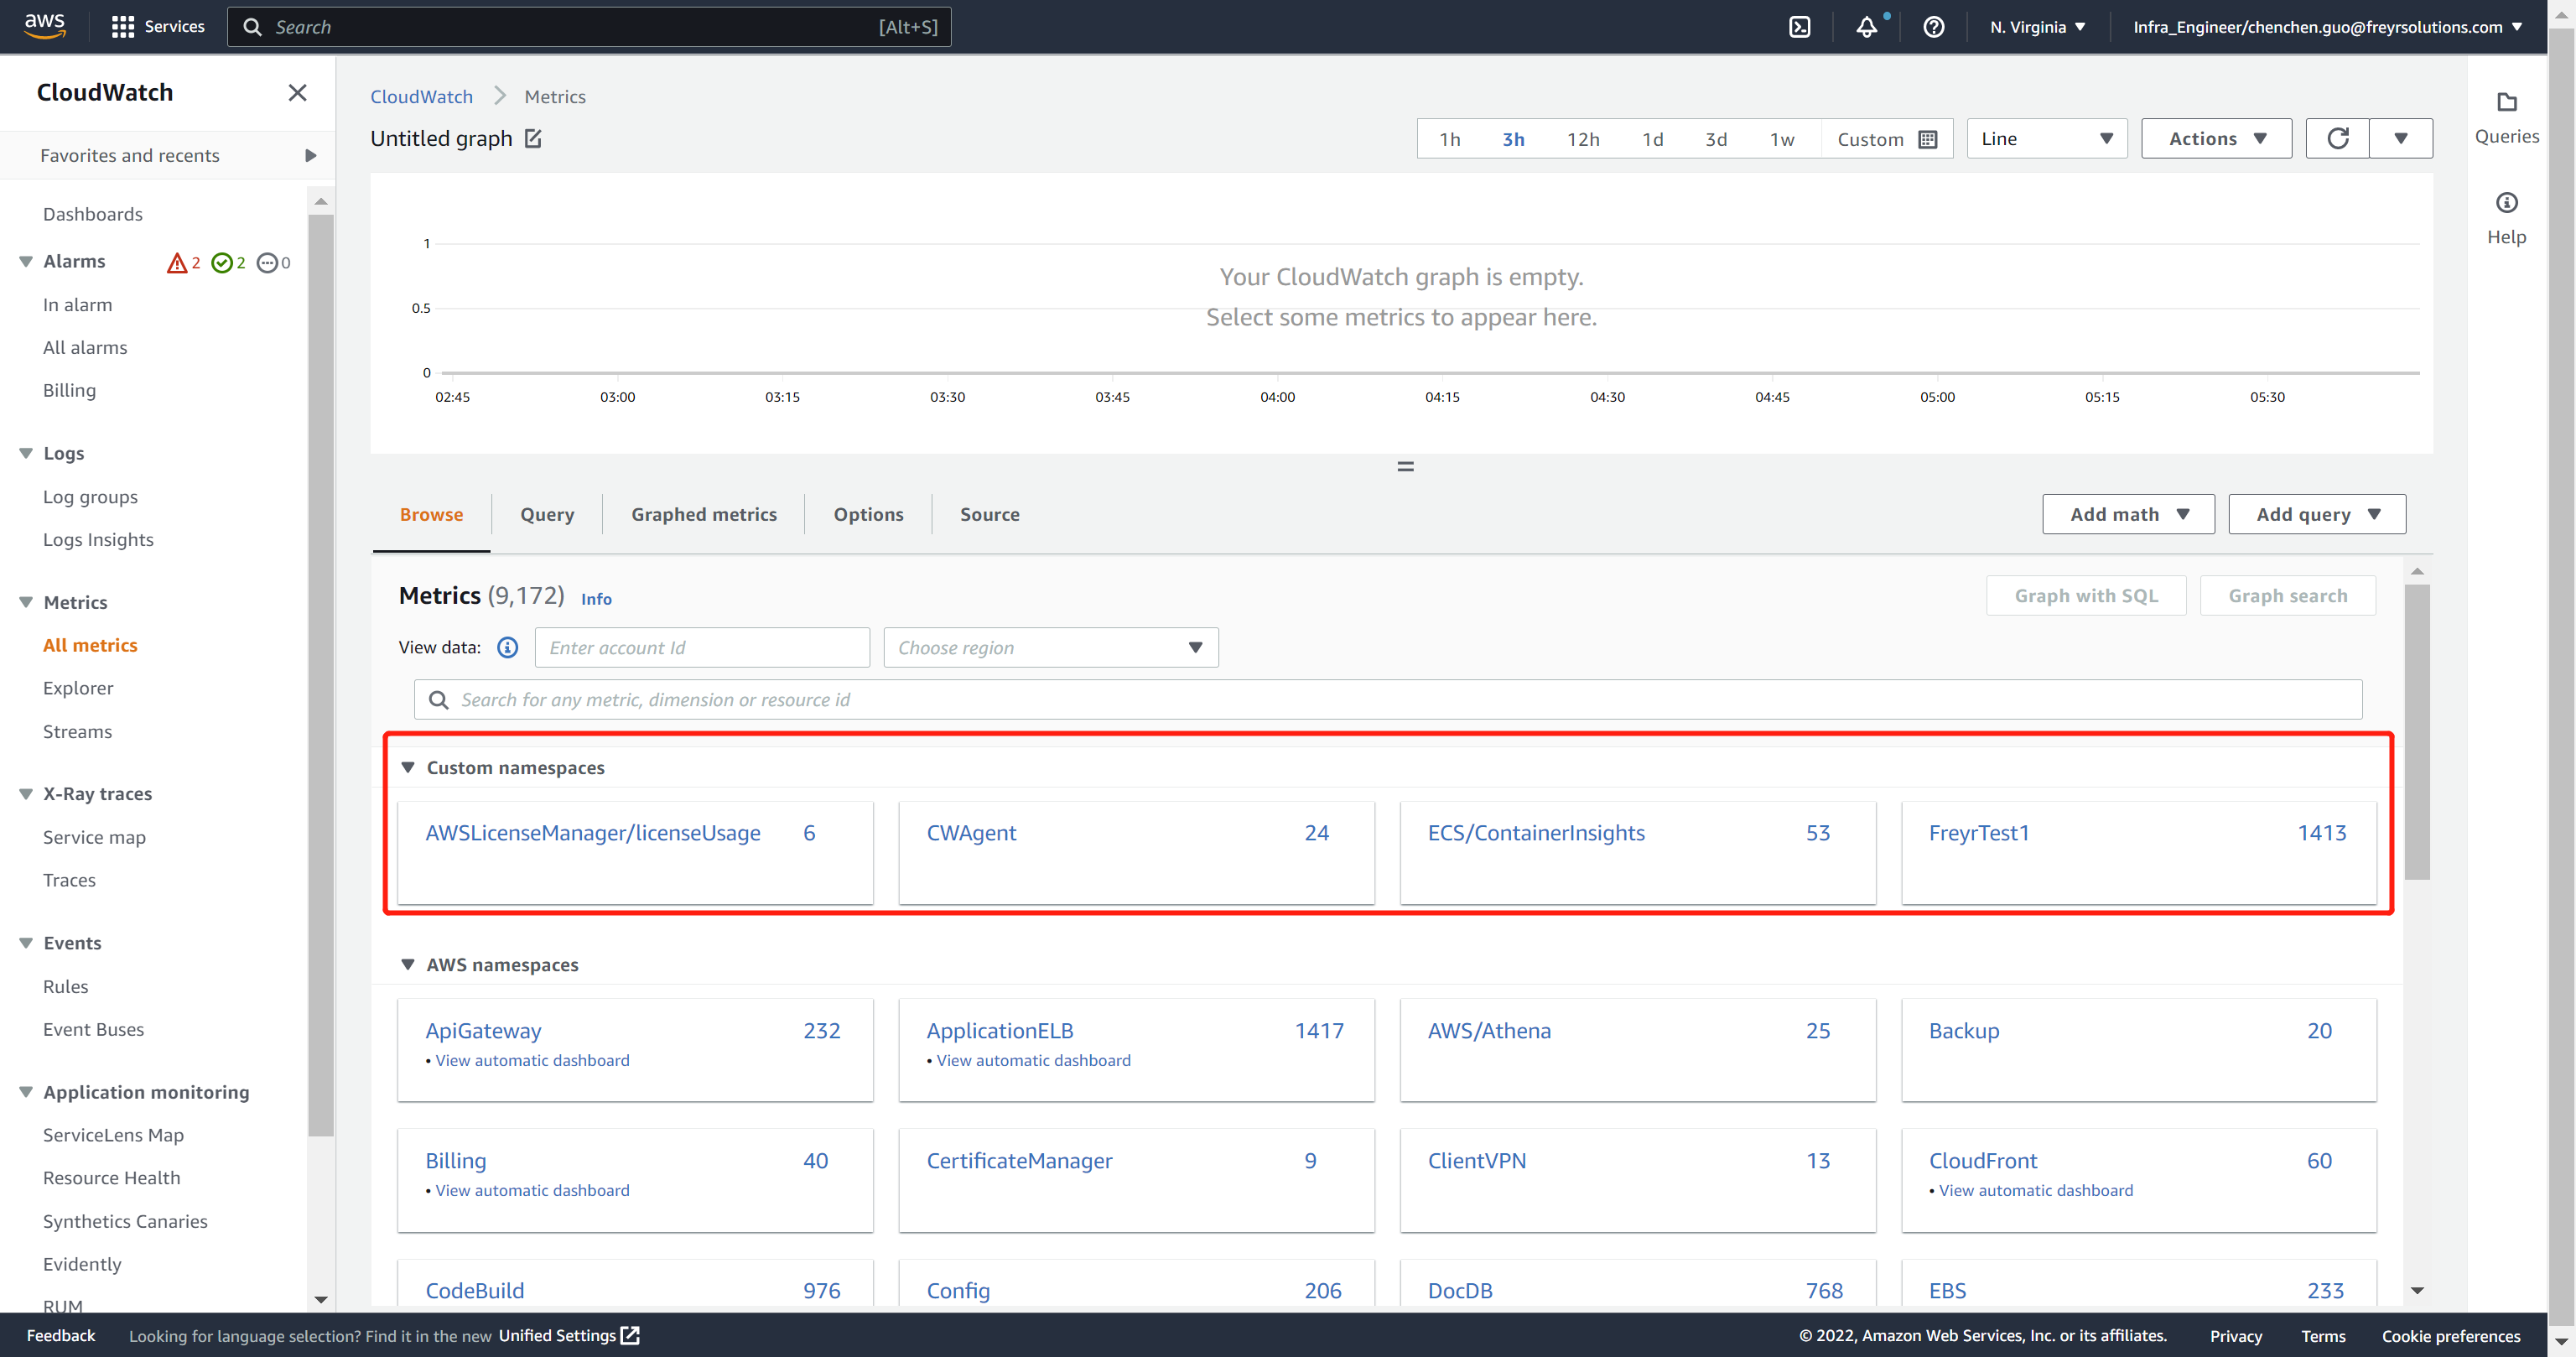 aws
Services
Search [Alt+S]
N. Virginia
Infra_Engineer/chenchen.guo@freyrsolutions.com
CloudWatch
Favorites and recents
Dashboards
Alarms 2 2 0
In alarm
All alarms
Billing
Logs
Log groups
Logs Insights
Metrics
All metrics
Explorer
Streams
X-Ray traces
Service map
Traces
Events
Rules
Event Buses
Application monitoring
ServiceLens Map
Resource Health
Synthetics Canaries
Evidently
RUM
CloudWatch Metrics
Untitled graph
1h 3h 12h 1d 3d 1w Custom
Line
Actions
Queries
Help
1
0.5
0
Your CloudWatch graph is empty.
Select some metrics to appear here.
02:45 03:00 03:15 03:30 03:45 04:00 04:15 04:30 04:45 05:00 05:15 05:30
Browse Query Graphed metrics Options Source
Add math
Add query
Metrics (9,172) Info
Graph with SQL
Graph search
View data: Enter account Id Choose region
Search for any metric, dimension or resource id
Custom namespaces
AWSLicenseManager/licenseUsage 6
CWAgent 24
ECS/ContainerInsights 53
FreyrTest1 1413
AWS namespaces
ApiGateway 232
• View automatic dashboard
ApplicationELB 1417
• View automatic dashboard
AWS/Athena 25
Backup 20
Billing 40
• View automatic dashboard
CertificateManager 9
ClientVPN 13
CloudFront 60
• View automatic dashboard
CodeBuild 976
Config 206
DocDB 768
EBS 233
Feedback
Looking for language selection? Find it in the new Unified Settings
© 2022, Amazon Web Services, Inc. or its affiliates.
Privacy
Terms
Cookie preferences